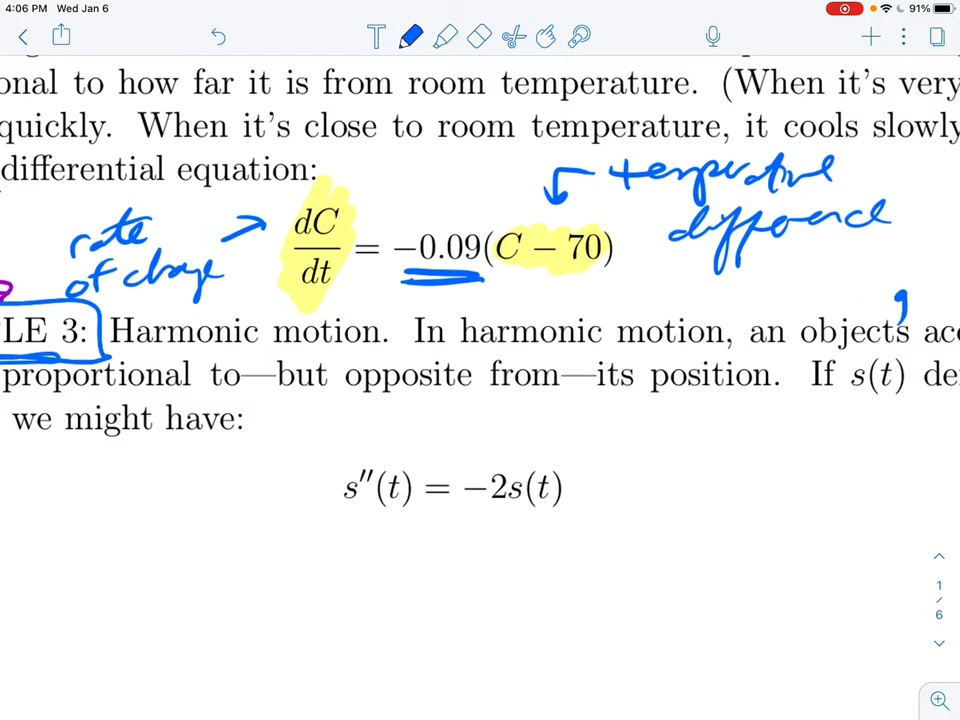 4:06 PM Wed Jan 6
91%
onal to how far it is from room temperature. (When it's very
quickly. When it's close to room temperature, it cools slowly
differential equation:
temperature
difference
rate
of change
dC/dt = −0.09(C − 70)
LE 3: Harmonic motion. In harmonic motion, an objects, acc
proportional to—but opposite from—its position. If s(t) de
we might have:
s″(t) = −2s(t)
1
/
6